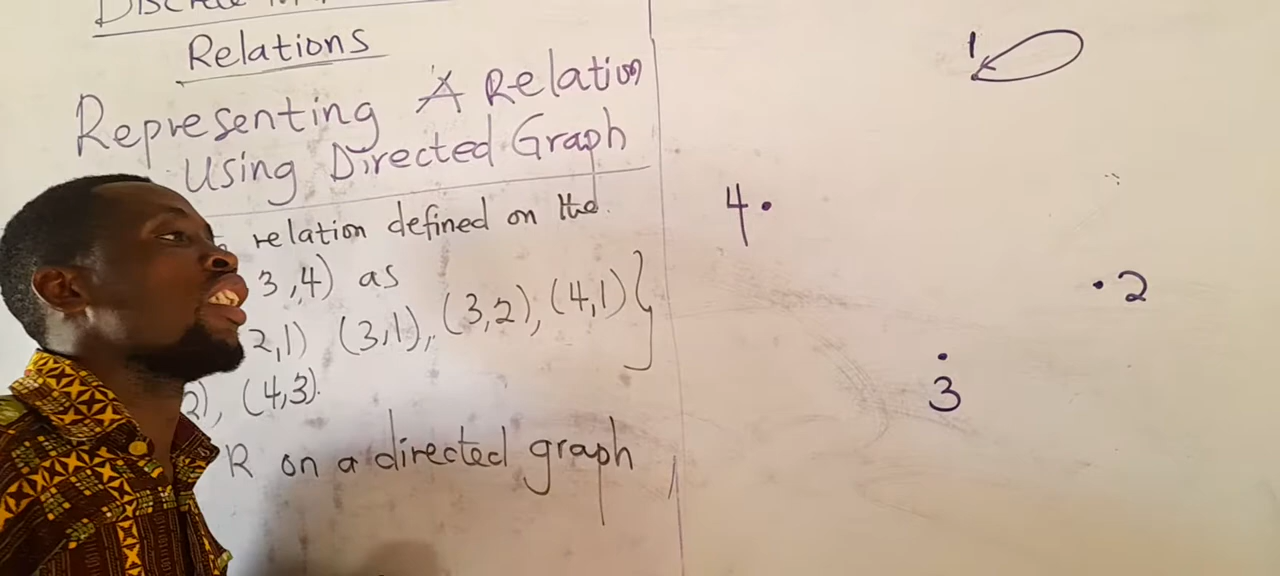 Relations
Representing A Relation
Using Directed Graph
relation defined on the
3,4) as
2,1) (3,1), (3,2), (4,1)}
2), (4,3).
R on a directed graph
1
4.
.2
3